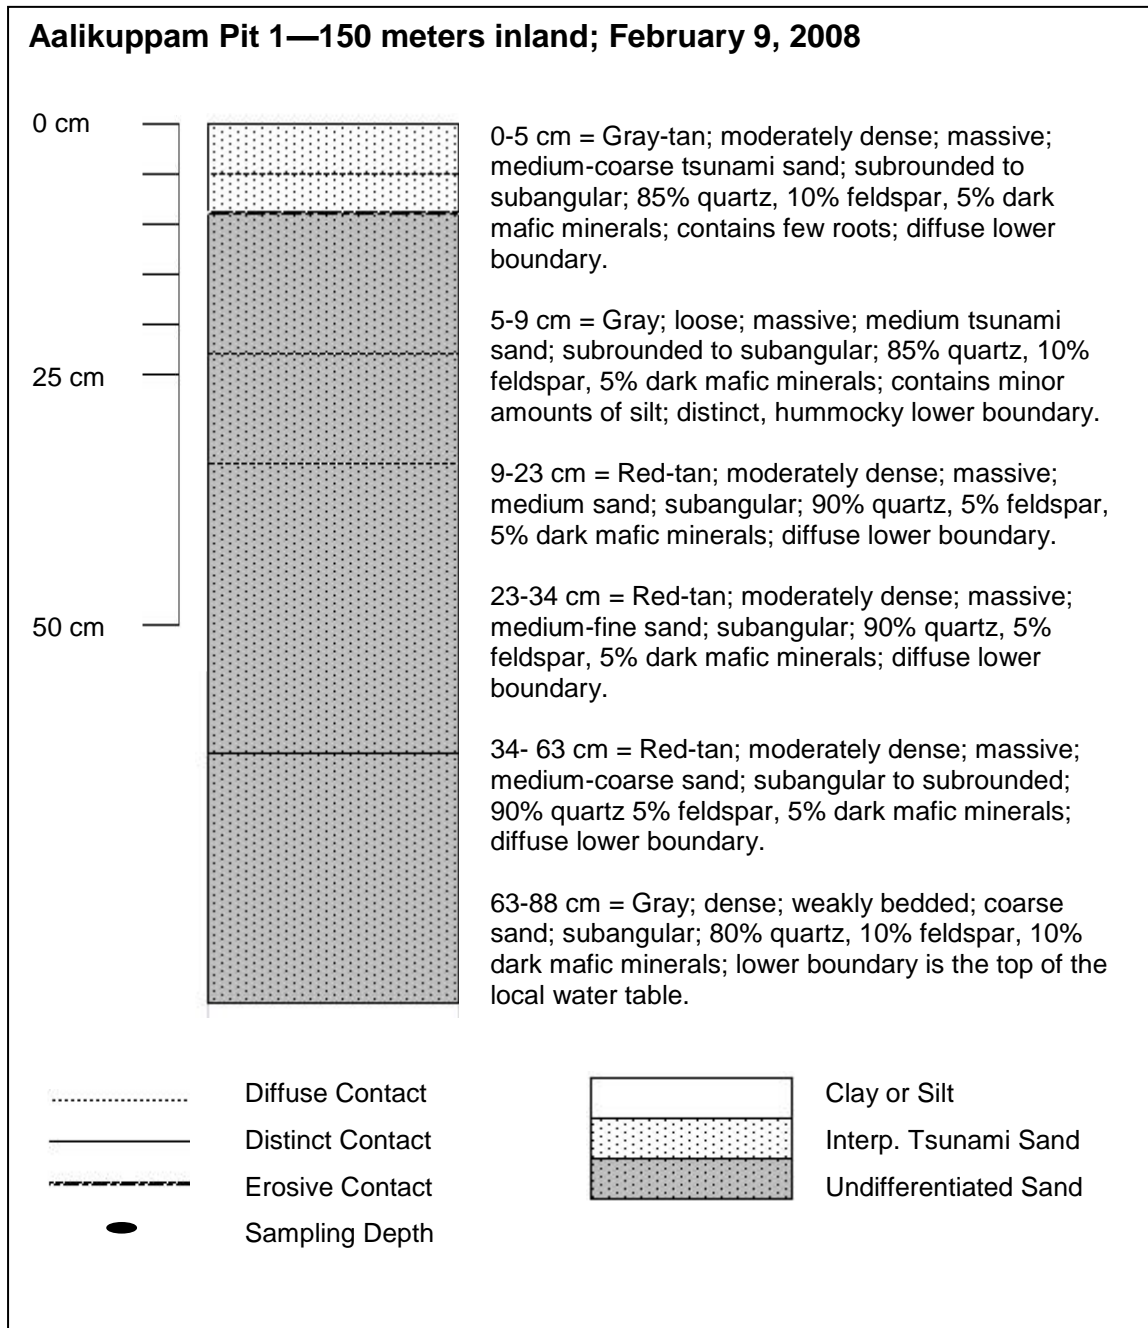 Aalikuppam Pit 1—150 meters inland; February 9, 2008
0 cm
25 cm
50 cm
0-5 cm = Gray-tan; moderately dense; massive;
medium-coarse tsunami sand; subrounded to
subangular; 85% quartz, 10% feldspar, 5% dark
mafic minerals; contains few roots; diffuse lower
boundary.
5-9 cm = Gray; loose; massive; medium tsunami
sand; subrounded to subangular; 85% quartz, 10%
feldspar, 5% dark mafic minerals; contains minor
amounts of silt; distinct, hummocky lower boundary.
9-23 cm = Red-tan; moderately dense; massive;
medium sand; subangular; 90% quartz, 5% feldspar,
5% dark mafic minerals; diffuse lower boundary.
23-34 cm = Red-tan; moderately dense; massive;
medium-fine sand; subangular; 90% quartz, 5%
feldspar, 5% dark mafic minerals; diffuse lower
boundary.
34- 63 cm = Red-tan; moderately dense; massive;
medium-coarse sand; subangular to subrounded;
90% quartz 5% feldspar, 5% dark mafic minerals;
diffuse lower boundary.
63-88 cm = Gray; dense; weakly bedded; coarse
sand; subangular; 80% quartz, 10% feldspar, 10%
dark mafic minerals; lower boundary is the top of the
local water table.
Diffuse Contact
Distinct Contact
Erosive Contact
Sampling Depth
Clay or Silt
Interp. Tsunami Sand
Undifferentiated Sand